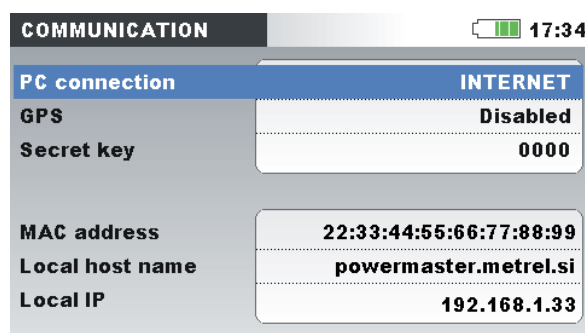 COMMUNICATION 17:34
PC connection INTERNET
GPS Disabled
Secret key 0000
MAC address 22:33:44:55:66:77:88:99
Local host name powermaster.metrel.si
Local IP 192.168.1.33